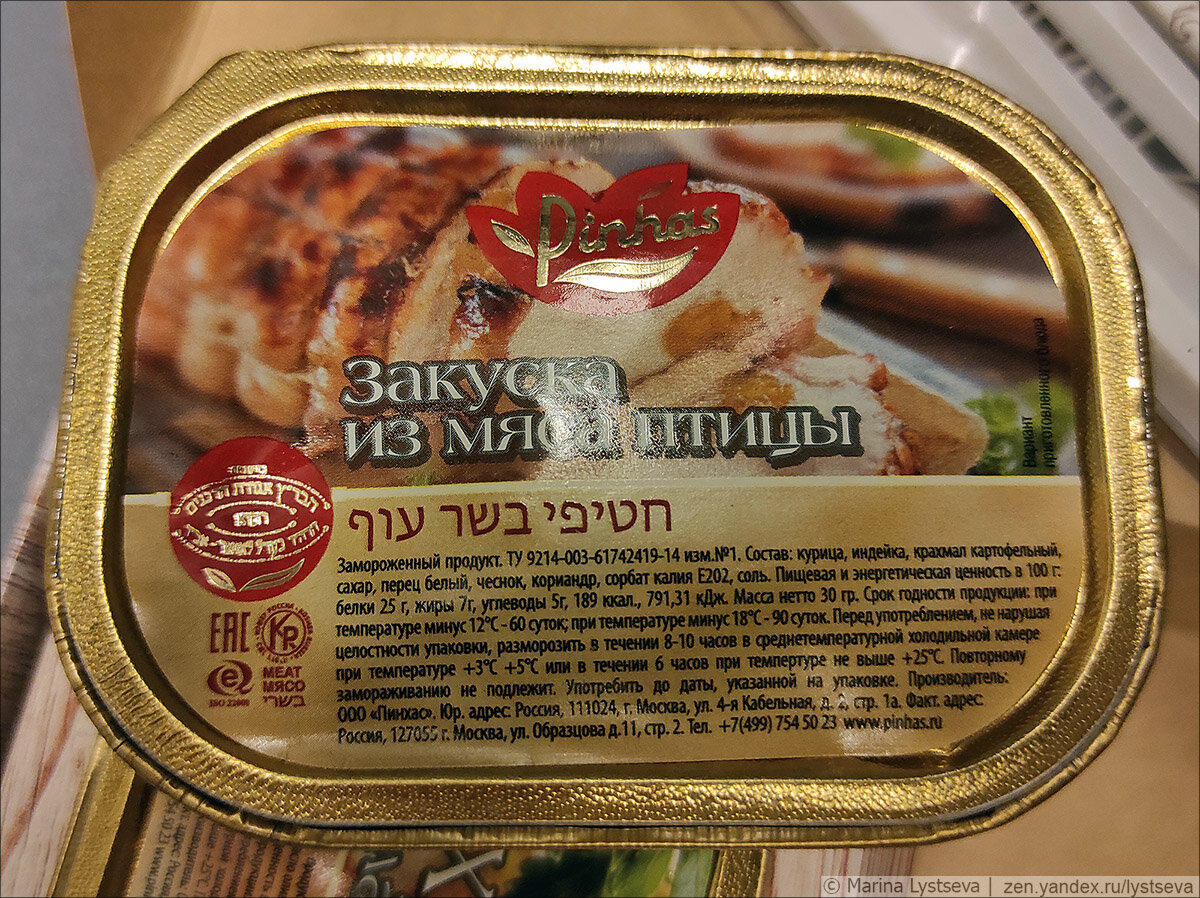 Pinhas
Закуска
из мяса птицы
Вариант
приготовленного блюда
חטיפי בשר עוף
Замороженный продукт. ТУ 9214-003-61742419-14 изм.№1. Состав: курица, индейка, крахмал картофельный,
сахар, перец белый, чеснок, кориандр, сорбат калия Е202, соль. Пищевая и энергетическая ценность в 100 г:
белки 25 г, жиры 7г, углеводы 5г, 189 ккал., 791,31 кДж. Масса нетто 30 гр. Срок годности продукции: при
температуре минус 12°С - 60 суток; при температуре минус 18°С - 90 суток. Перед употреблением, не нарушая
целостности упаковки, разморозить в течении 8-10 часов в среднетемпературной холодильной камере
при температуре +3°С +5°С или в течении 6 часов при темпертуре не выше +25°С. Повторному
замораживанию не подлежит. Употребить до даты, указанной на упаковке. Производитель:
ООО «Пинхас». Юр. адрес: Россия, 111024, г. Москва, ул. 4-я Кабельная, д. 2, стр. 1а. Факт. адрес:
Россия, 127055 г. Москва, ул. Образцова д.11, стр. 2. Тел. +7(499) 754 50 23 www.pinhas.ru
EAC
KP
e
ISO 22000
MEAT
МЯСО
בשרי
© Marina Lystseva | zen.yandex.ru/lystseva